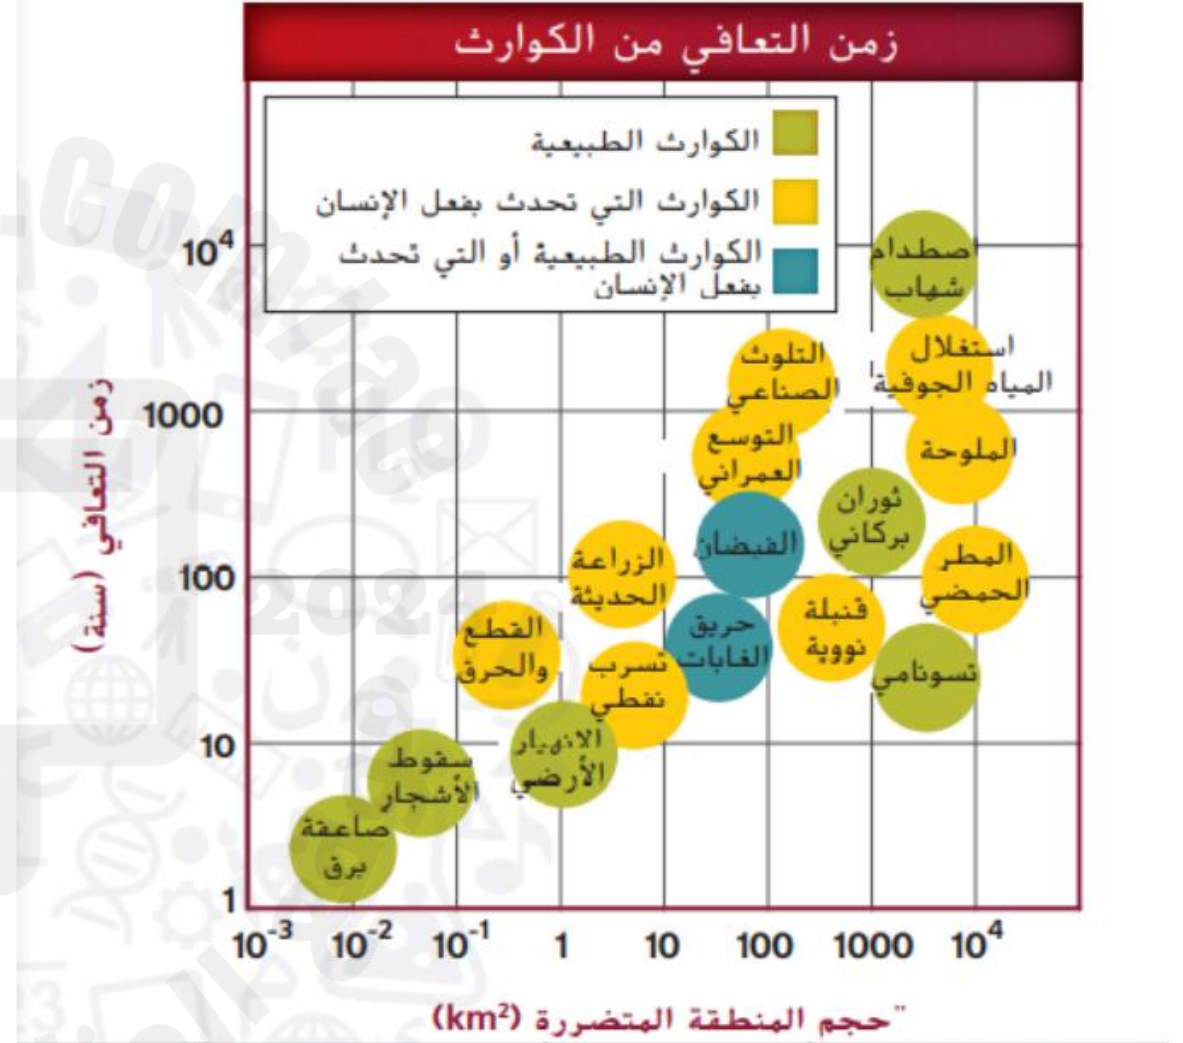 زمن التعافي من الكوارث
الكوارث الطبيعية
الكوارث التي تحدث بفعل الإنسان
الكوارث الطبيعية أو التي تحدث
بفعل الإنسان
زمن التعافي (سنة)
10⁴
1000
100
10
1
اصطدام
شهاب
استغلال
المياه الجوفية
التلوث
الصناعي
الملوحة
التوسع
العمراني
ثوران
بركاني
الفيضان
المطر
الحمضي
الزراعة
الحديثة
قنبلة
نووية
حريق
الغابات
القطع
والحرق
تسرب
نفطي
تسونامي
الانهيار
الأرضي
سقوط
الأشجار
صاعقة
برق
10⁻³ 10⁻² 10⁻¹ 1 10 100 1000 10⁴
حجم المنطقة المتضررة (km²)
2024